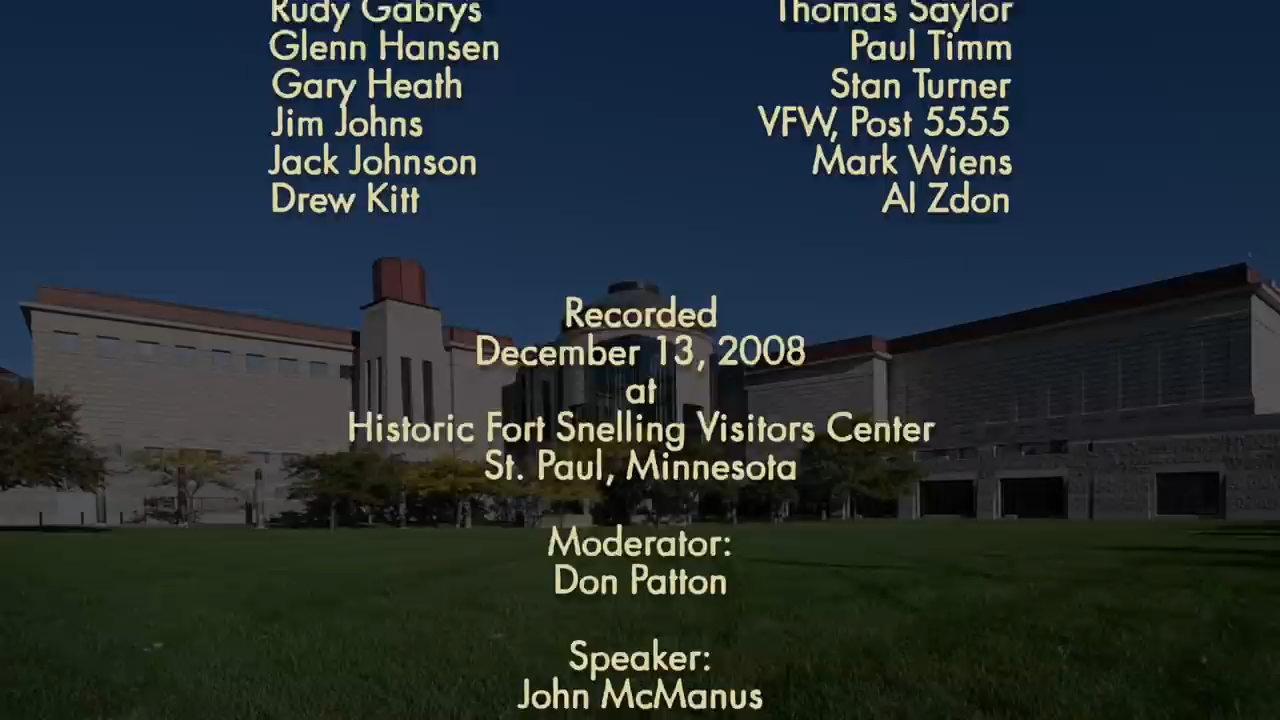 Rudy Gabrys
Glenn Hansen
Gary Heath
Jim Johns
Jack Johnson
Drew Kitt
Thomas Saylor
Paul Timm
Stan Turner
VFW, Post 5555
Mark Wiens
Al Zdon
Recorded
December 13, 2008
at
Historic Fort Snelling Visitors Center
St. Paul, Minnesota
Moderator:
Don Patton
Speaker:
John McManus